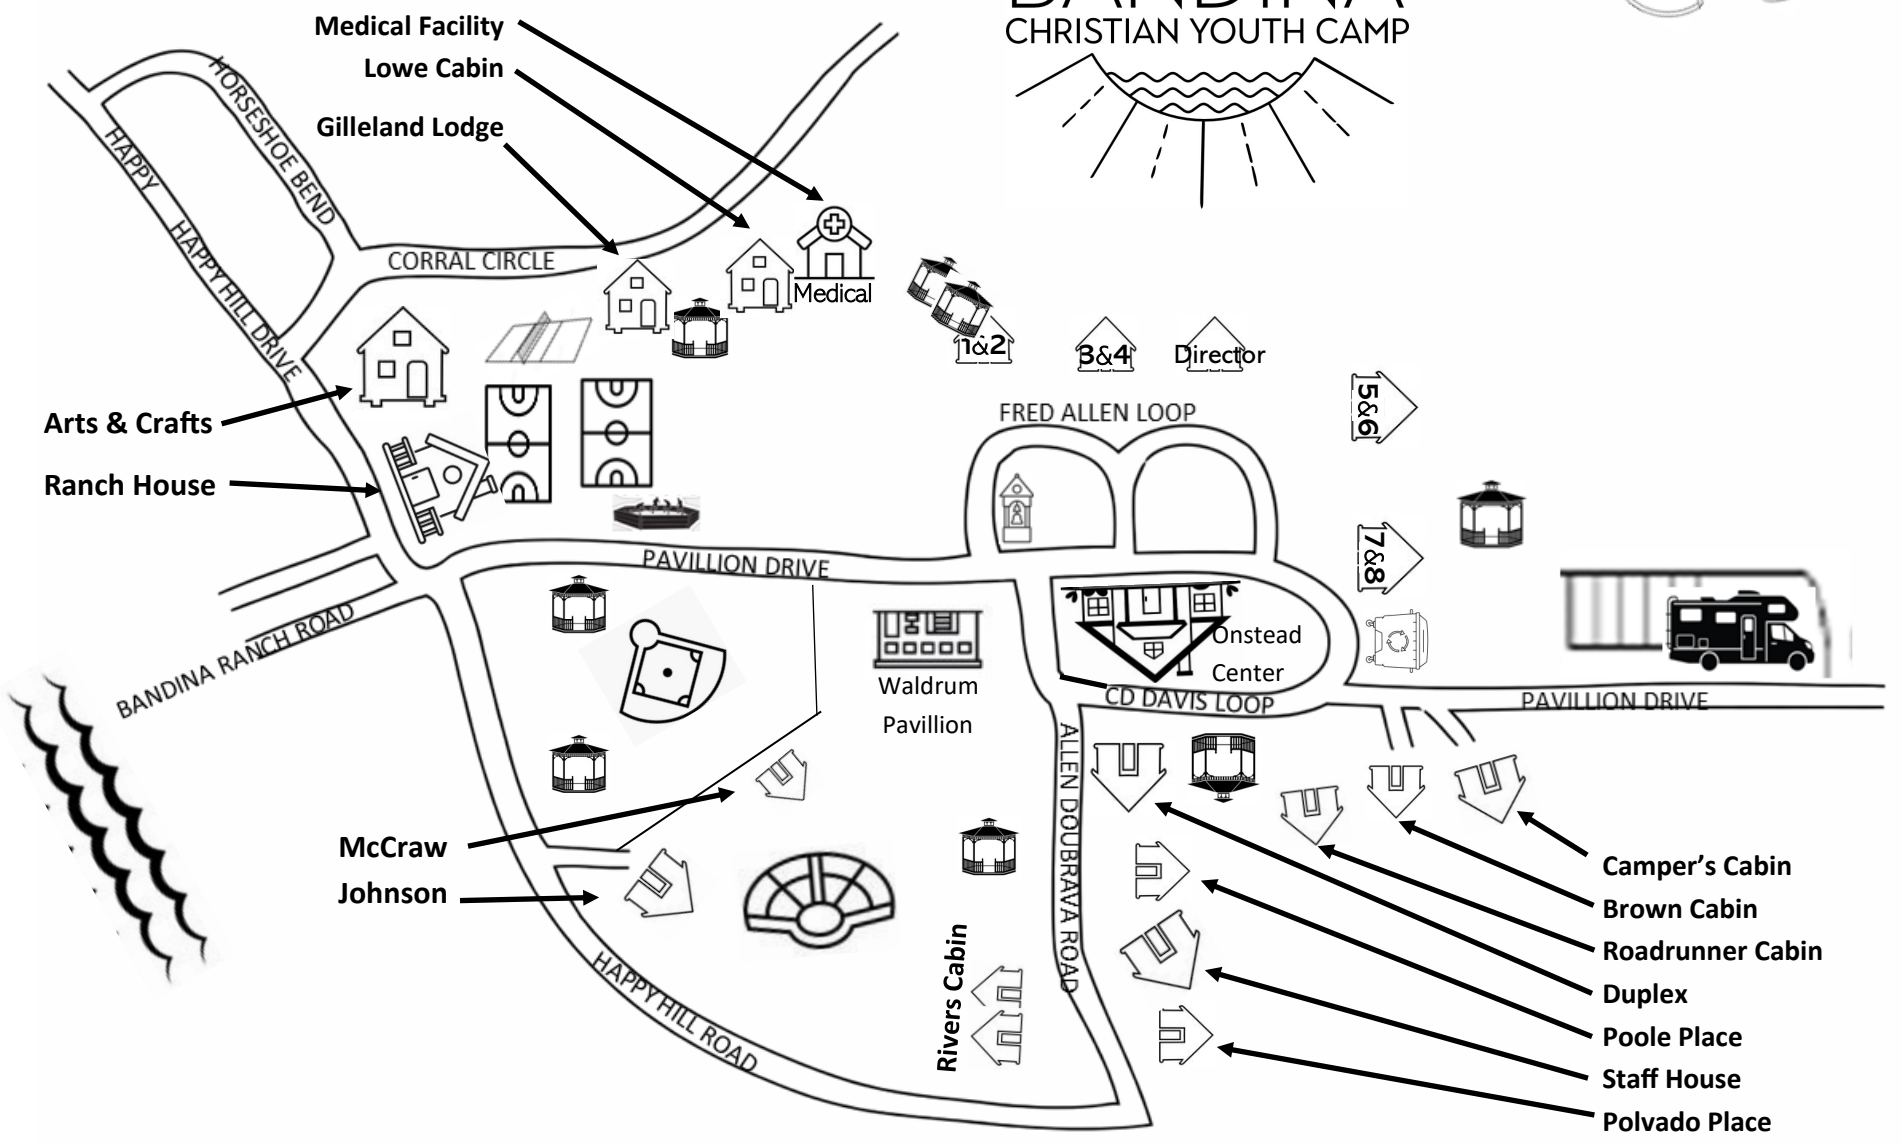 BANDINA
CHRISTIAN YOUTH CAMP
Medical Facility
Lowe Cabin
Gilleland Lodge
HORSESHOE BEND
HAPPY
HAPPY HILL DRIVE
CORRAL CIRCLE
Medical
1&2
3&4
Director
5&6
7&8
Arts & Crafts
Ranch House
FRED ALLEN LOOP
PAVILLION DRIVE
BANDINA RANCH ROAD
Waldrum
Pavillion
Onstead
Center
CD DAVIS LOOP
PAVILLION DRIVE
ALLEN DOUBRAVA ROAD
McCraw
Johnson
HAPPY HILL ROAD
Rivers Cabin
Camper’s Cabin
Brown Cabin
Roadrunner Cabin
Duplex
Poole Place
Staff House
Polvado Place